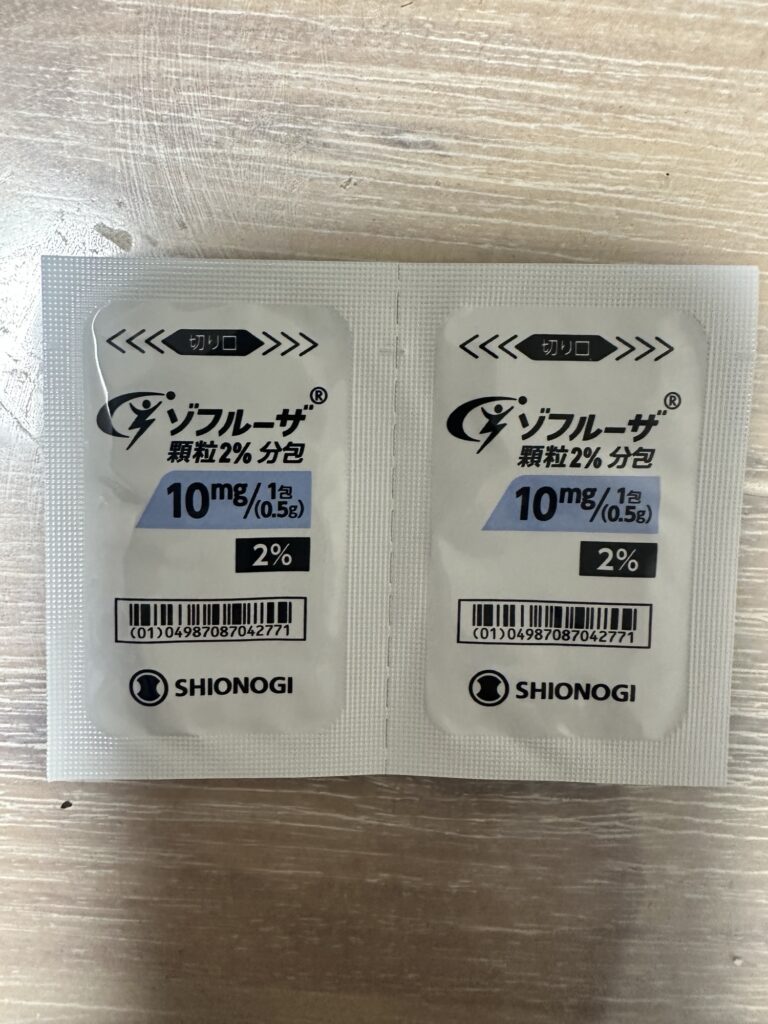 <<< 切り口 >>>
ゾフルーザ®
顆粒2% 分包
10mg/1包(0.5g)
2%
(01)04987087042771
SHIONOGI
<<< 切り口 >>>
ゾフルーザ®
顆粒2% 分包
10mg/1包(0.5g)
2%
(01)04987087042771
SHIONOGI